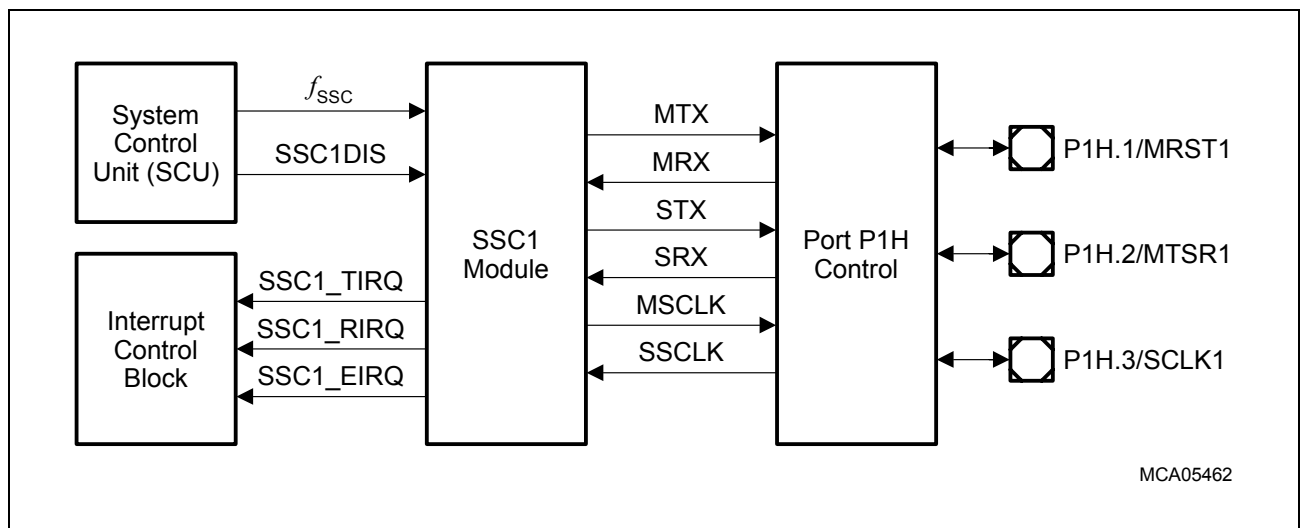 System
Control
Unit (SCU)
f_SSC
SSC1DIS
Interrupt
Control
Block
SSC1_TIRQ
SSC1_RIRQ
SSC1_EIRQ
SSC1
Module
MTX
MRX
STX
SRX
MSCLK
SSCLK
Port P1H
Control
P1H.1/MRST1
P1H.2/MTSR1
P1H.3/SCLK1
MCA05462